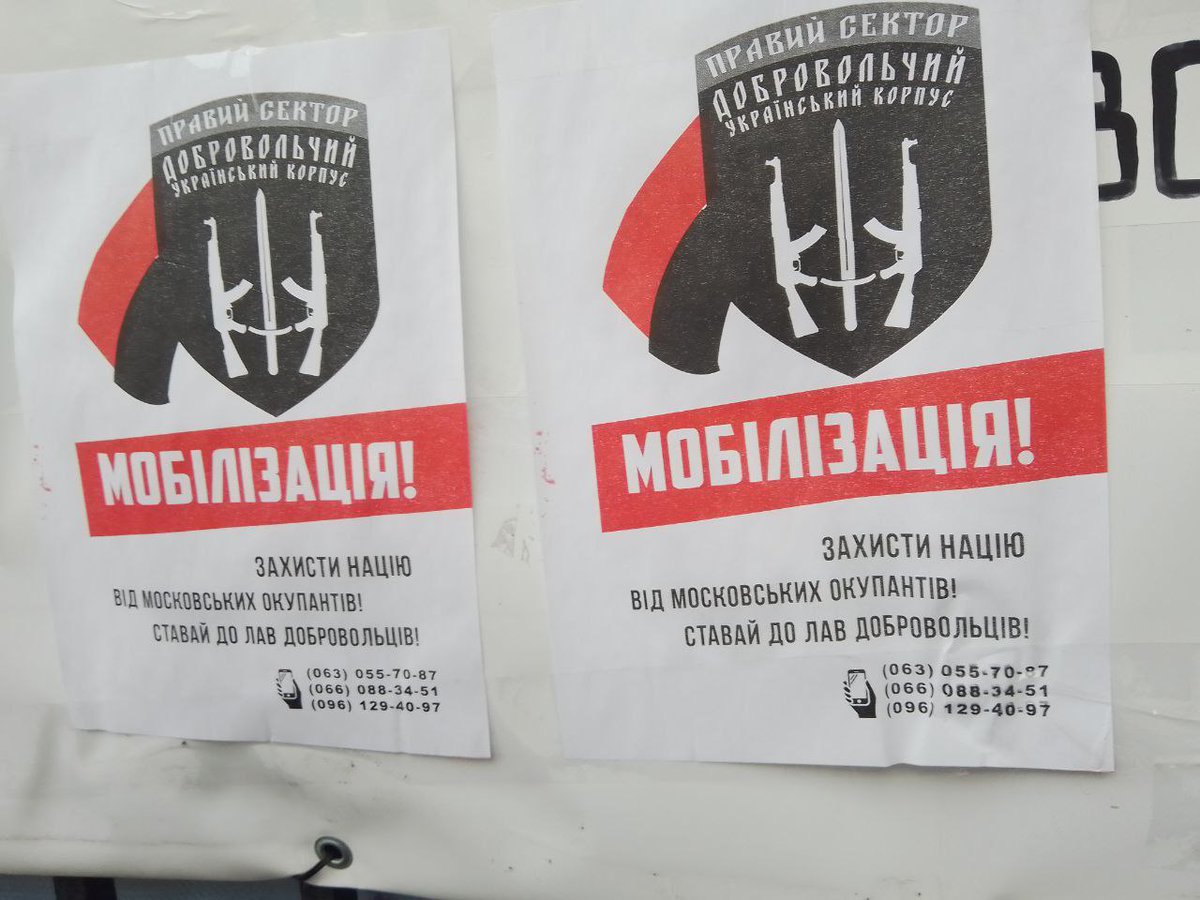 ПРАВИЙ СЕКТОР
ДОБРОВОЛЬЧИЙ
УКРАЇНСЬКИЙ КОРПУС
МОБІЛІЗАЦІЯ!
ЗАХИСТИ НАЦІЮ
ВІД МОСКОВСЬКИХ ОКУПАНТІВ!
СТАВАЙ ДО ЛАВ ДОБРОВОЛЬЦІВ!
(063) 055-70-87
(066) 088-34-51
(096) 129-40-97
ПРАВИЙ СЕКТОР
ДОБРОВОЛЬЧИЙ
УКРАЇНСЬКИЙ КОРПУС
МОБІЛІЗАЦІЯ!
ЗАХИСТИ НАЦІЮ
ВІД МОСКОВСЬКИХ ОКУПАНТІВ!
СТАВАЙ ДО ЛАВ ДОБРОВОЛЬЦІВ!
(063) 055-70-87
(066) 088-34-51
(096) 129-40-97